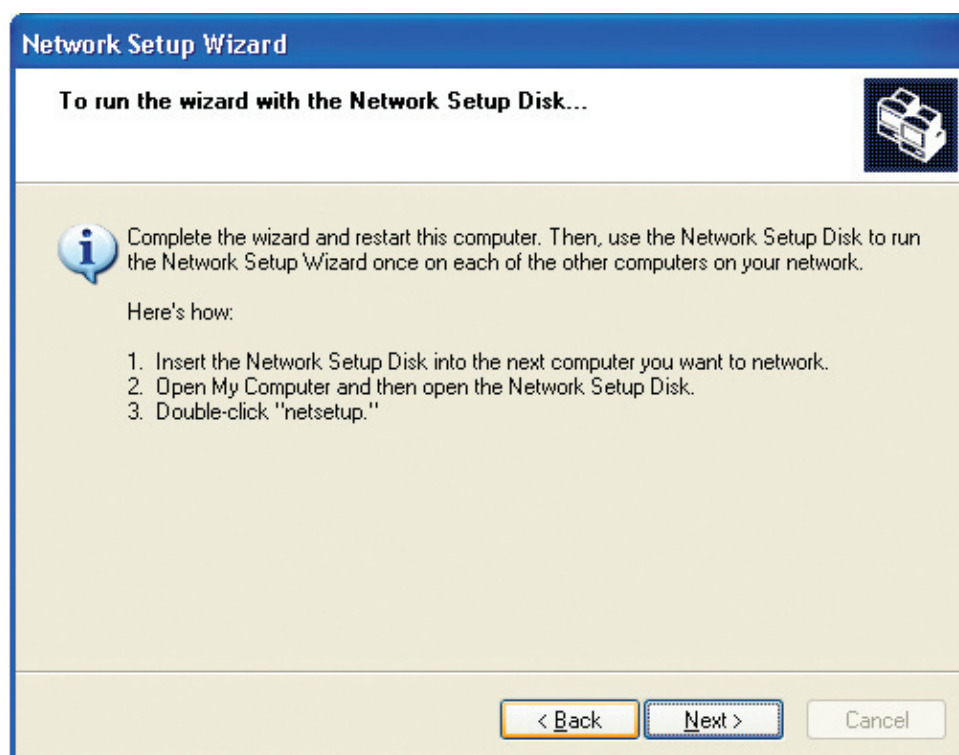 Network Setup Wizard
To run the wizard with the Network Setup Disk...
Complete the wizard and restart this computer. Then, use the Network Setup Disk to run
the Network Setup Wizard once on each of the other computers on your network.
Here's how:
1. Insert the Network Setup Disk into the next computer you want to network.
2. Open My Computer and then open the Network Setup Disk.
3. Double-click "netsetup."
< Back
Next >
Cancel